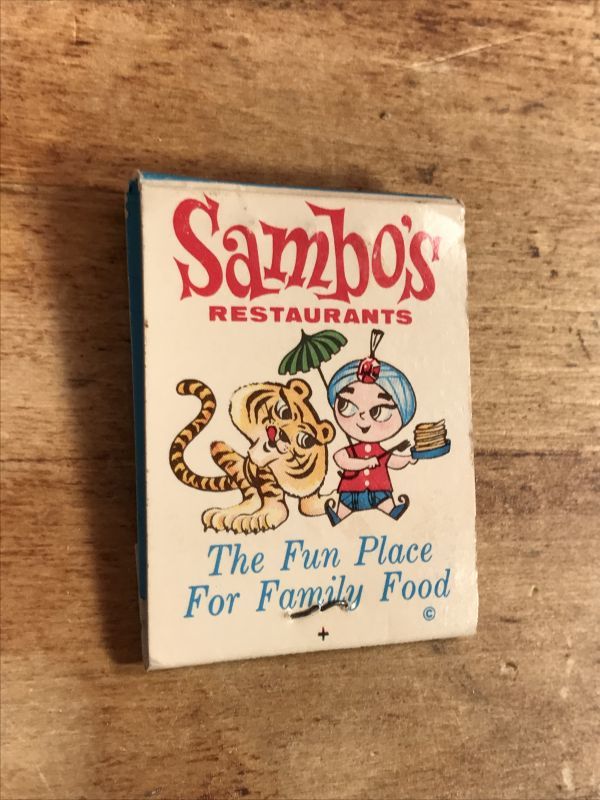 Sambo's
RESTAURANTS
The Fun Place
For Family Food
©